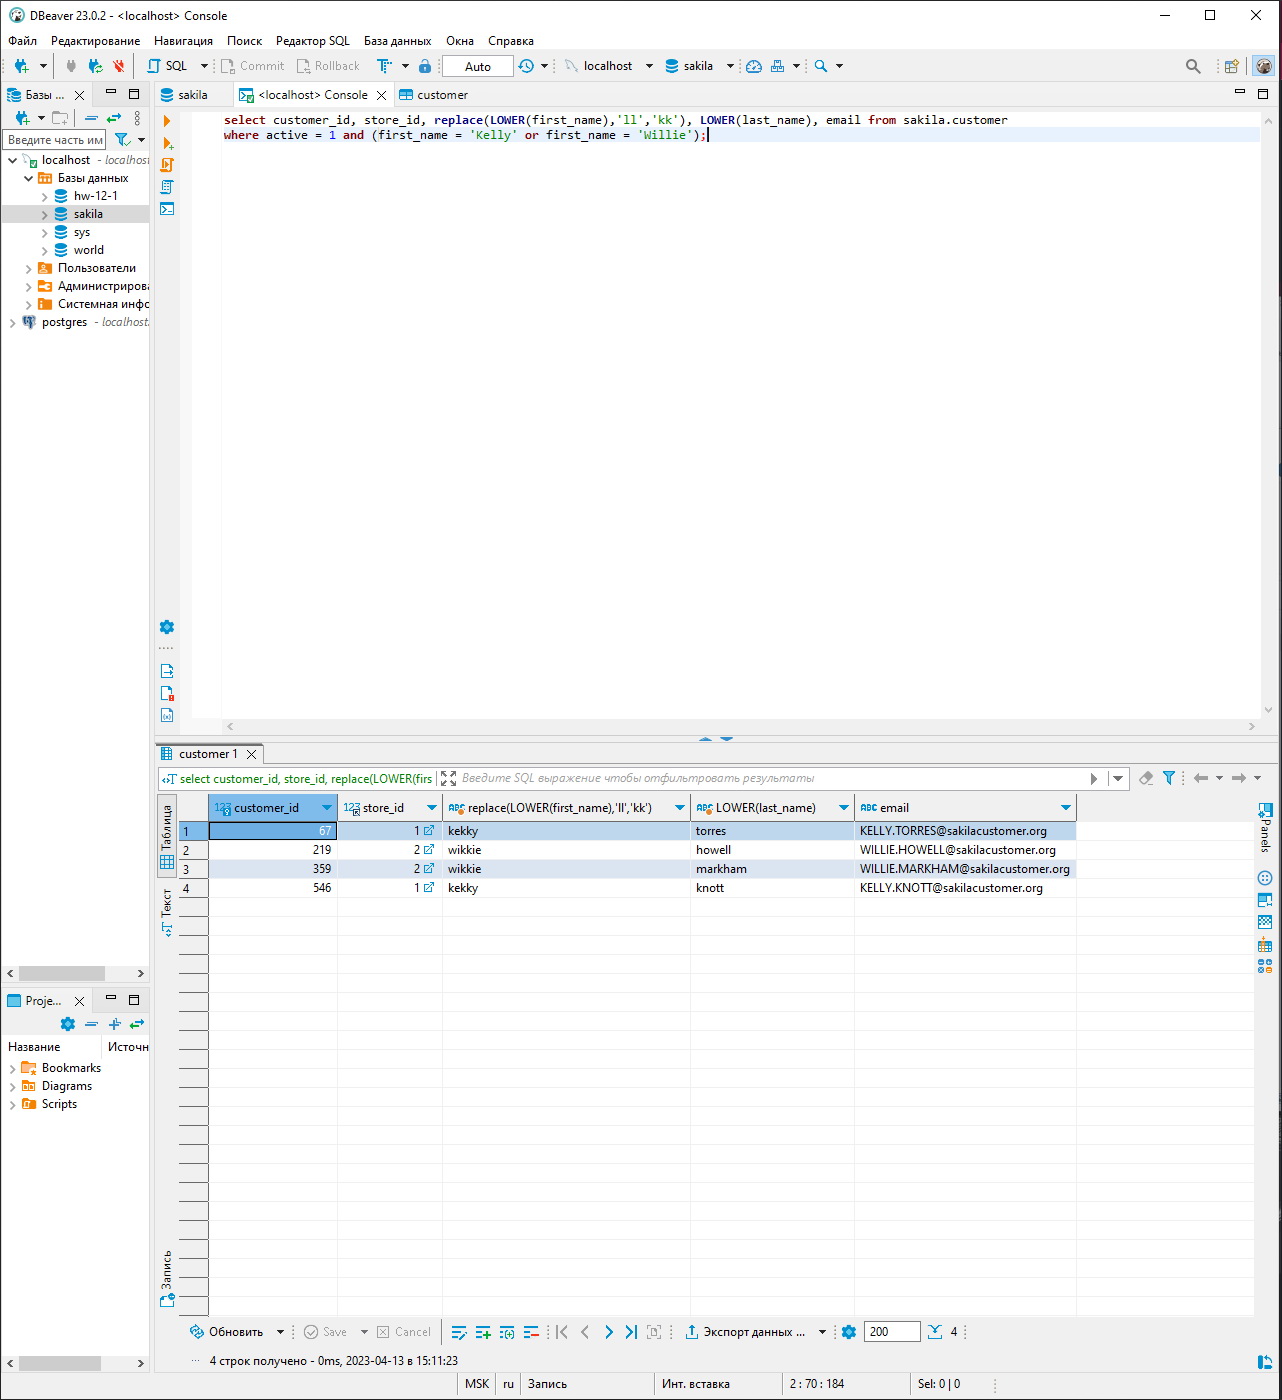 DBeaver 23.0.2 - <localhost> Console
Файл Редактирование Навигация Поиск Редактор SQL База данных Окна Справка
SQL Commit Rollback Auto localhost sakila
Базы ...
sakila <localhost> Console customer
Введите часть им
localhost - localhost
Базы данных
hw-12-1
sakila
sys
world
Пользователи
Администрирова
Системная инфо
postgres - localhost:
select customer_id, store_id, replace(LOWER(first_name),'ll','kk'), LOWER(last_name), email from sakila.customer
where active = 1 and (first_name = 'Kelly' or first_name = 'Willie');
Proje...
Название Источн
Bookmarks
Diagrams
Scripts
customer 1
select customer_id, store_id, replace(LOWER(firs Введите SQL выражение чтобы отфильтровать результаты
Таблица
Текст
Запись
Panels
123 customer_id 123 store_id ABC replace(LOWER(first_name),'ll','kk') ABC LOWER(last_name) ABC email
1 67 1 kekky torres KELLY.TORRES@sakilacustomer.org
2 219 2 wikkie howell WILLIE.HOWELL@sakilacustomer.org
3 359 2 wikkie markham WILLIE.MARKHAM@sakilacustomer.org
4 546 1 kekky knott KELLY.KNOTT@sakilacustomer.org
Обновить Save Cancel Экспорт данных ... 200 4
4 строк получено - 0ms, 2023-04-13 в 15:11:23
MSK ru Запись Инт. вставка 2 : 70 : 184 Sel: 0 | 0